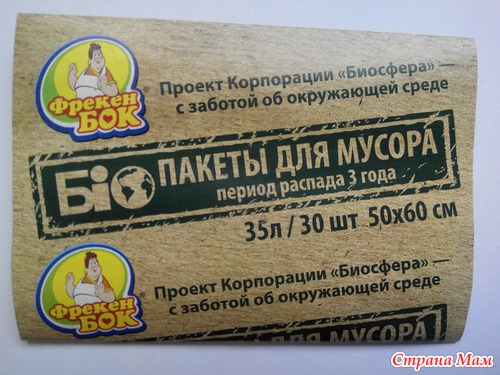 Фрекен
БОК
Проект Корпорации «Биосфера» —
с заботой об окружающей среде
Біо
ПАКЕТЫ ДЛЯ МУСОРА
период распада 3 года
35л / 30 шт 50х60 см
Фрекен
БОК
Проект Корпорации «Биосфера» —
с заботой об окружающей среде
ПАКЕТЫ ДЛЯ МУСОРА
Страна Мам